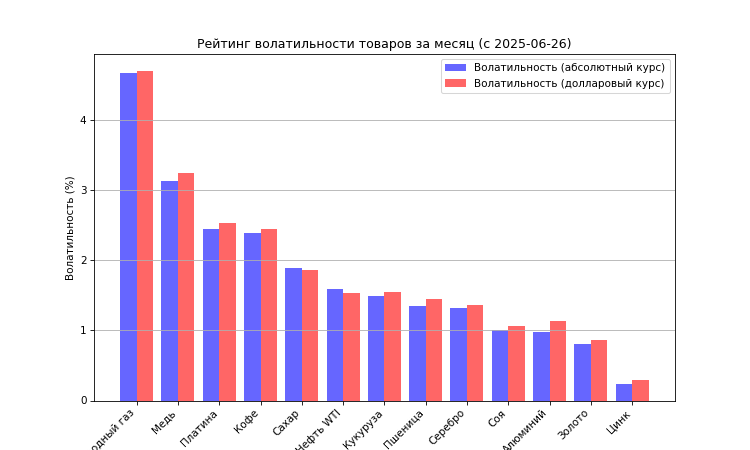 Рейтинг волатильности товаров за месяц (с 2025-06-26)
Волатильность (абсолютный курс)
Волатильность (долларовый курс)
Волатильность (%)
4
3
2
1
0
одный газ
Медь
Платина
Кофе
Сахар
Нефть WTI
Кукуруза
Пшеница
Серебро
Соя
Алюминий
Золото
Цинк